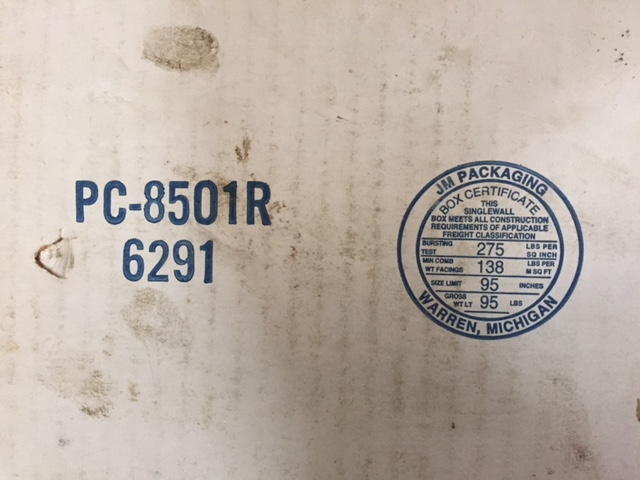 PC-8501R
6291
JM PACKAGING
BOX CERTIFICATE
THIS
SINGLEWALL
BOX MEETS ALL CONSTRUCTION
REQUIREMENTS OF APPLICABLE
FREIGHT CLASSIFICATION
BURSTING TEST 275 LBS PER SQ INCH
MIN COMB WT FACINGS 138 LBS PER M SQ FT
SIZE LIMIT 95 INCHES
GROSS WT LT 95 LBS
WARREN, MICHIGAN